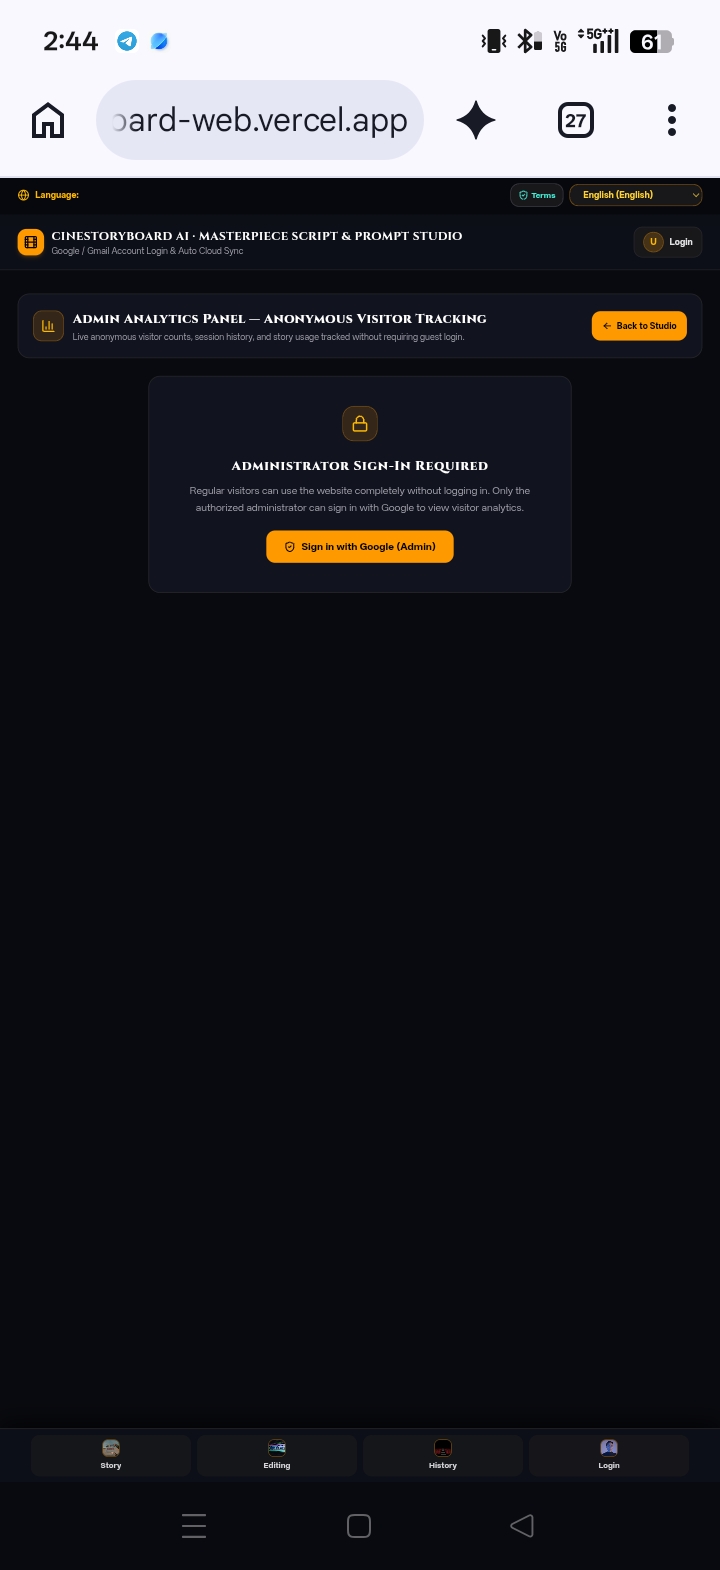 2:44
Vo
5G
5G++
61
oard-web.vercel.app
27
Language:
Terms
English (English)
CINESTORYBOARD AI · MASTERPIECE SCRIPT & PROMPT STUDIO
Google / Gmail Account Login & Auto Cloud Sync
U
Login
Admin Analytics Panel — Anonymous Visitor Tracking
Live anonymous visitor counts, session history, and story usage tracked without requiring guest login.
Back to Studio
Administrator Sign-In Required
Regular visitors can use the website completely without logging in. Only the
authorized administrator can sign in with Google to view visitor analytics.
Sign in with Google (Admin)
Story
Editing
History
Login